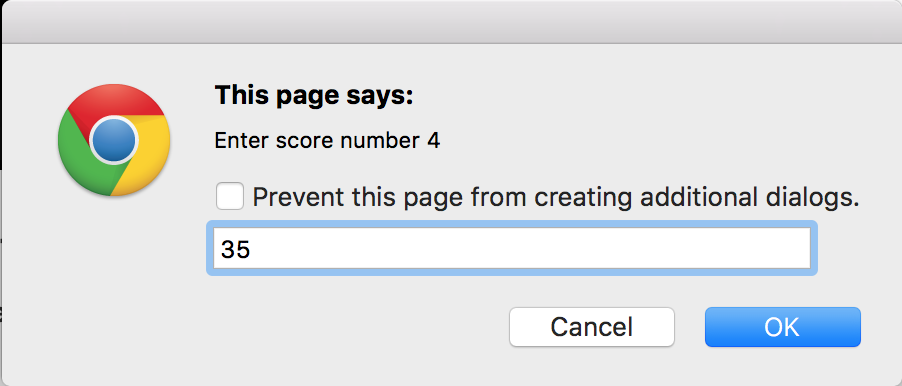 This page says:
Enter score number 4
Prevent this page from creating additional dialogs.
35
Cancel
OK